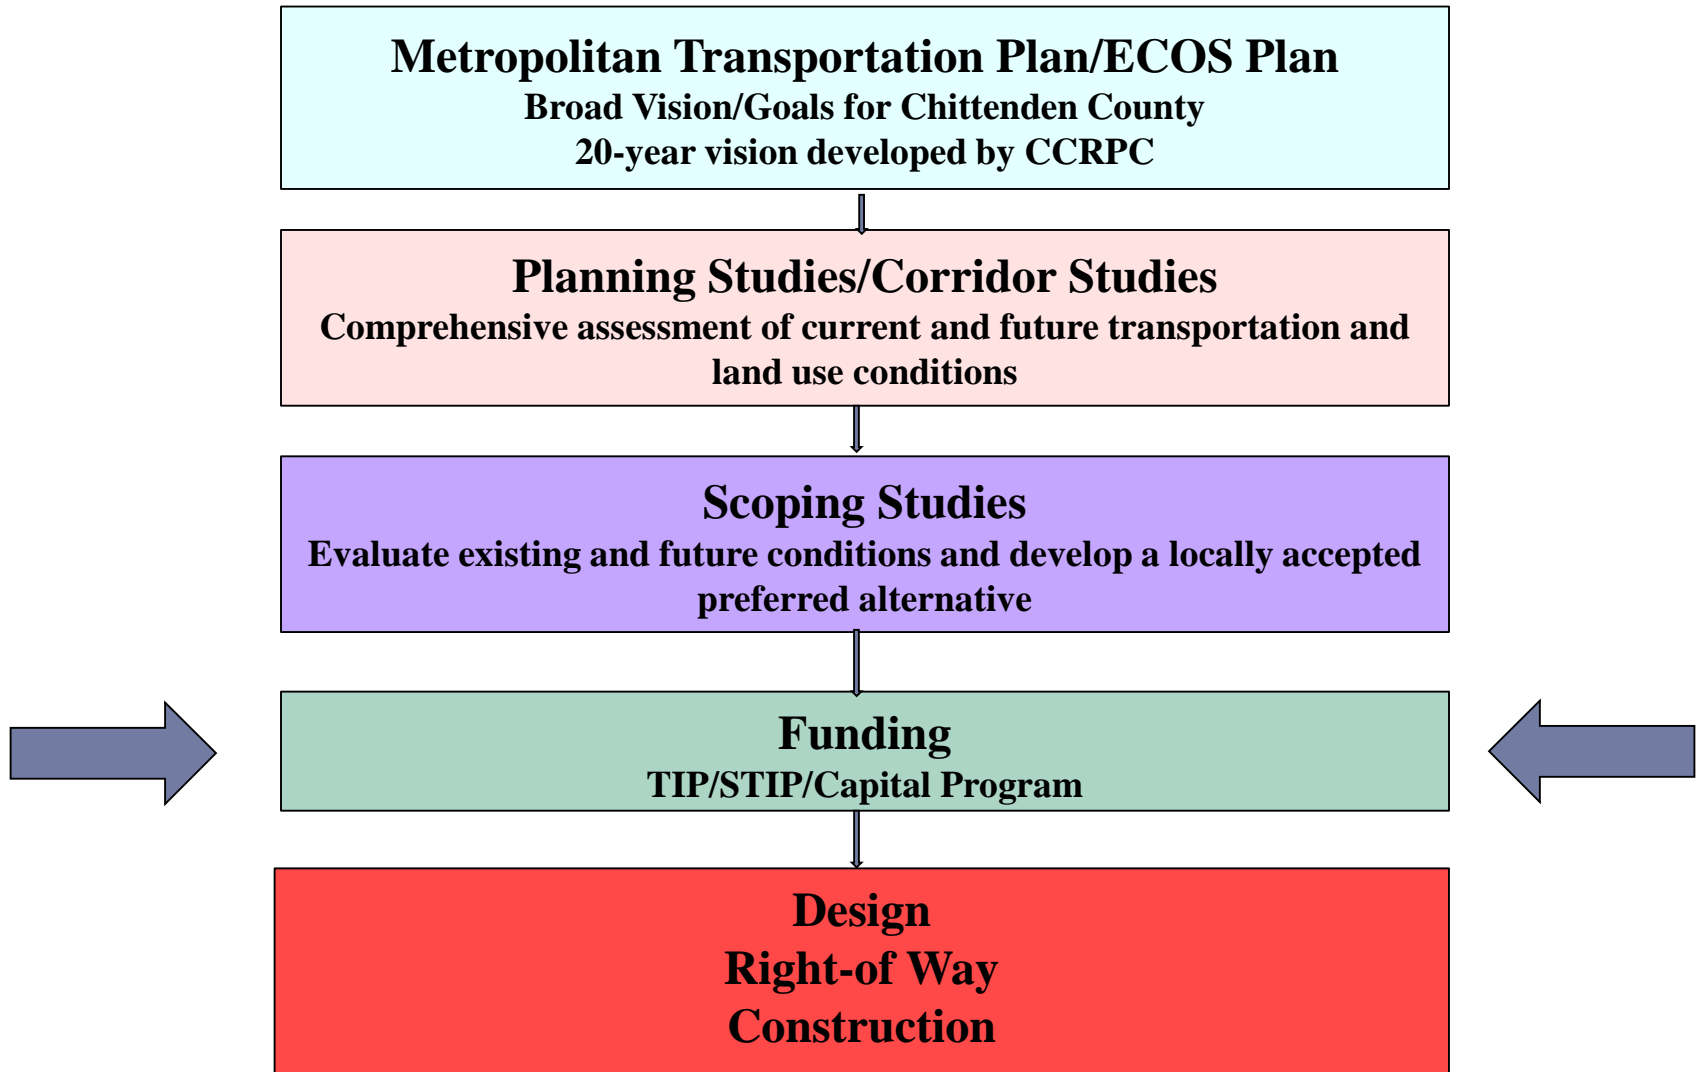 Metropolitan Transportation Plan/ECOS Plan
Broad Vision/Goals for Chittenden County
20-year vision developed by CCRPC
Planning Studies/Corridor Studies
Comprehensive assessment of current and future transportation and
land use conditions
Scoping Studies
Evaluate existing and future conditions and develop a locally accepted
preferred alternative
Funding
TIP/STIP/Capital Program
Design
Right-of Way
Construction